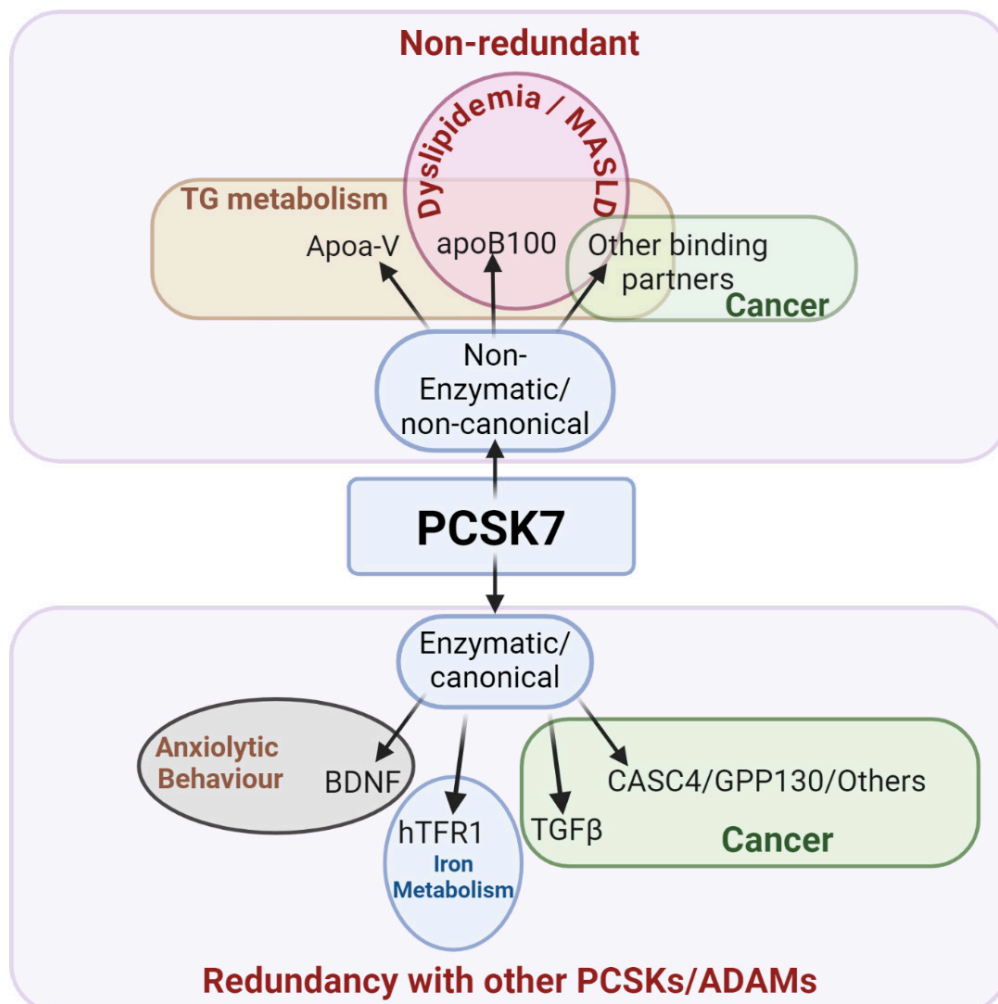 Non-redundant
Dyslipidemia / MASLD
TG metabolism
Apoa-V
apoB100
Other binding
partners
Cancer
Non-
Enzymatic/
non-canonical
PCSK7
Enzymatic/
canonical
Anxiolytic
Behaviour
BDNF
hTFR1
Iron
Metabolism
TGFβ
CASC4/GPP130/Others
Cancer
Redundancy with other PCSKs/ADAMs